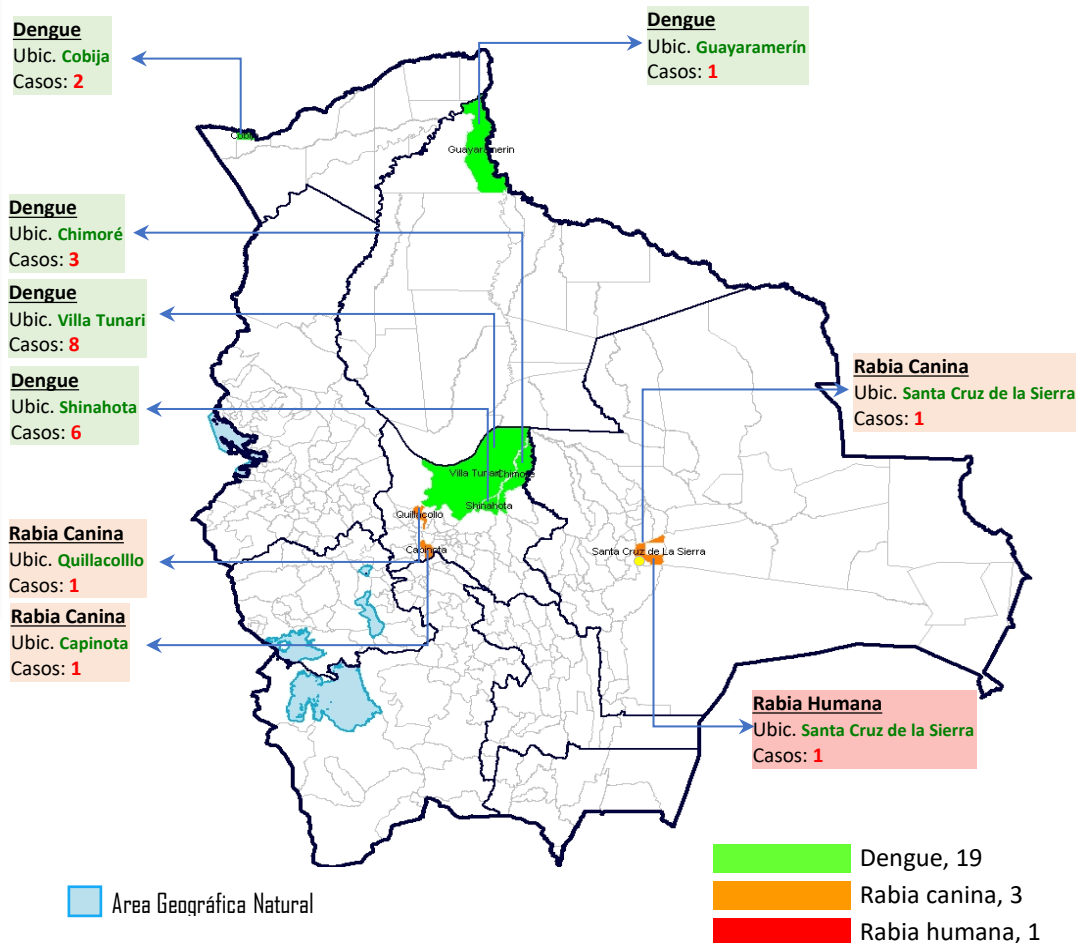 Dengue
Ubic. Cobija
Casos: 2
Dengue
Ubic. Guayaramerín
Casos: 1
Cobija
Guayaramerin
Dengue
Ubic. Chimoré
Casos: 3
Dengue
Ubic. Villa Tunari
Casos: 8
Dengue
Ubic. Shinahota
Casos: 6
Rabia Canina
Ubic. Santa Cruz de la Sierra
Casos: 1
Villa Tunari
Chimore
Shinahota
Quillacollo
Capinota
Santa Cruz de La Sierra
Rabia Canina
Ubic. Quillacolllo
Casos: 1
Rabia Canina
Ubic. Capinota
Casos: 1
Rabia Humana
Ubic. Santa Cruz de la Sierra
Casos: 1
Dengue, 19
Rabia canina, 3
Rabia humana, 1
Area Geográfica Natural